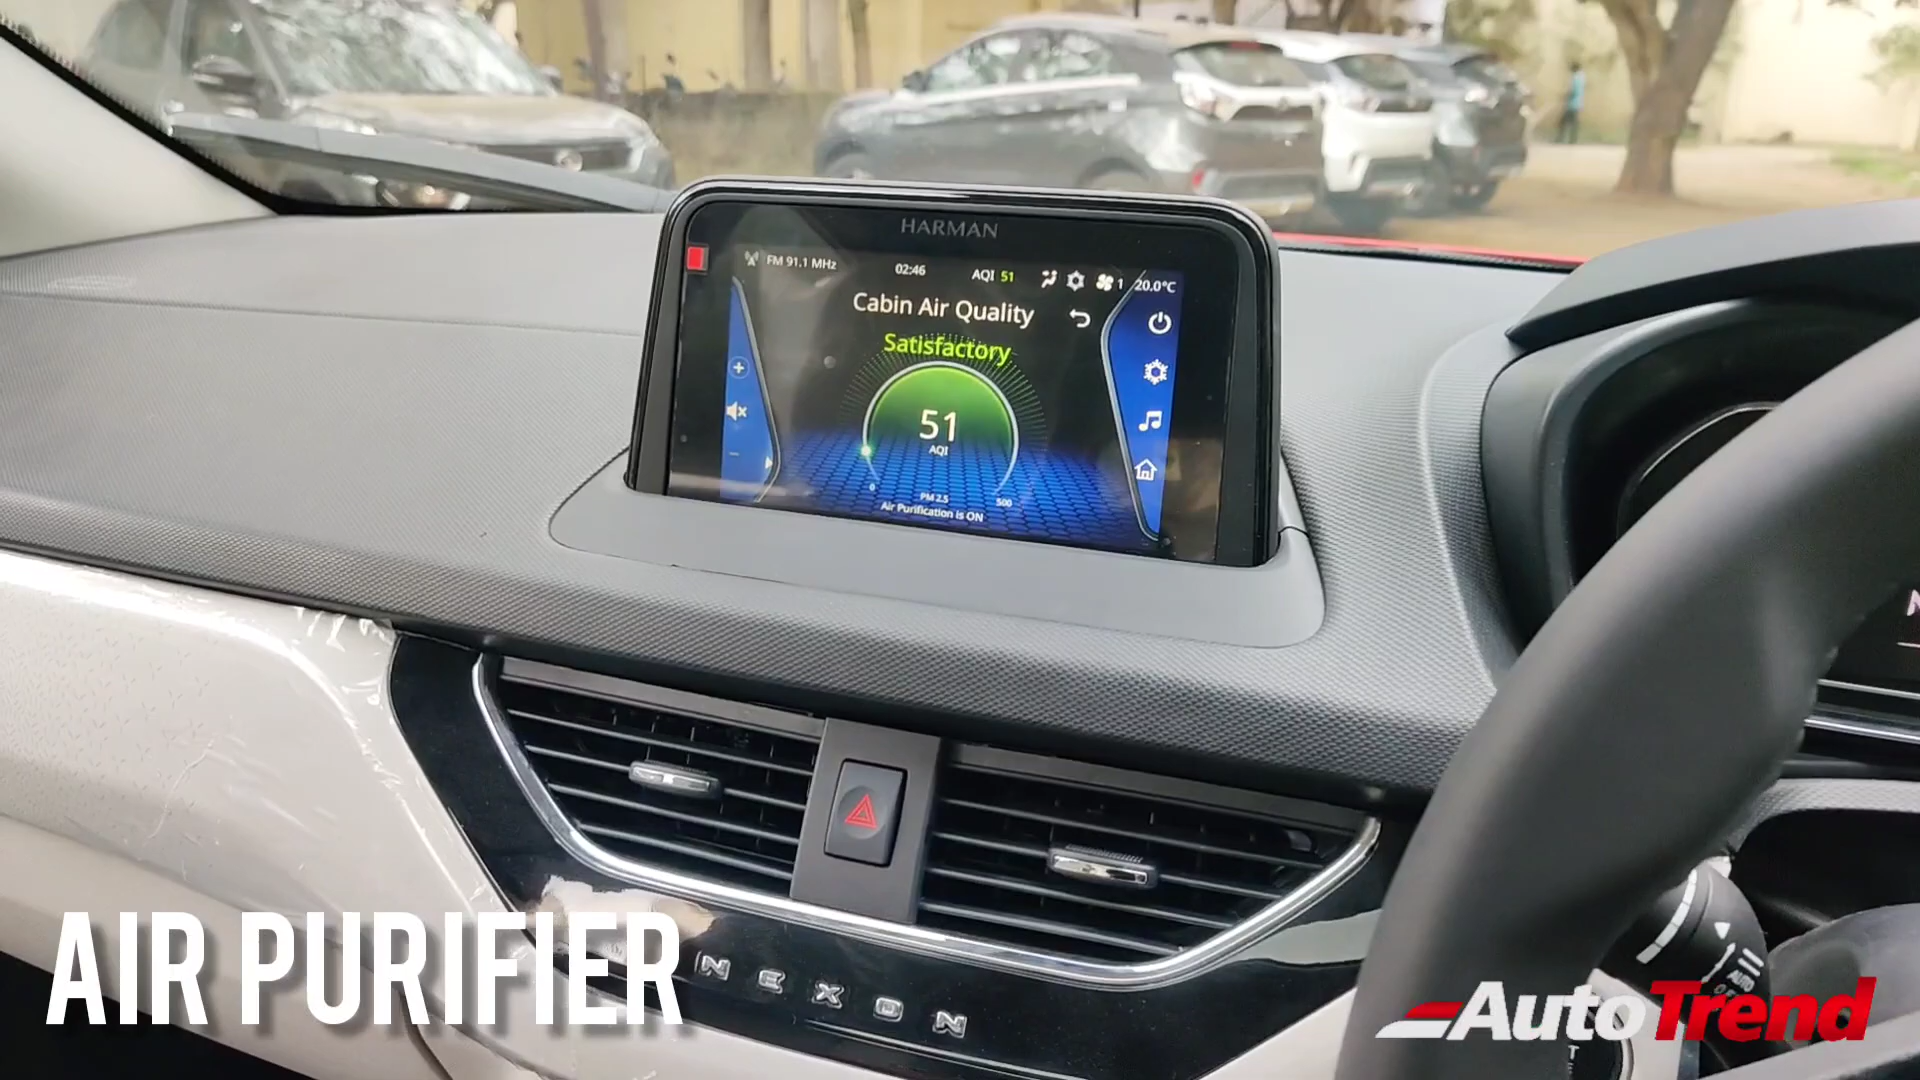 HARMAN
FM 91.1 MHz 02:46 AQI 51 1 20.0°C
Cabin Air Quality
Satisfactory
51
AQI
0 PM 2.5 500
Air Purification is ON
NEXON
AUTO
AIR PURIFIER
AutoTrend